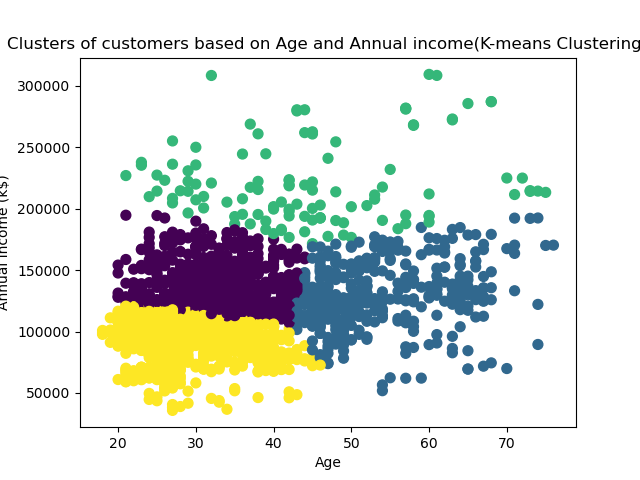 Clusters of customers based on Age and Annual income(K-means Clustering
300000
250000
200000
150000
100000
50000
Annual income (k$)
20 30 40 50 60 70
Age